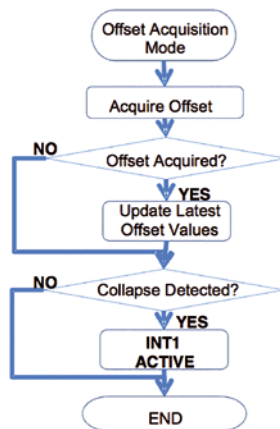 Offset Acquisition
Mode
Acquire Offset
NO
Offset Acquired?
YES
Update Latest
Offset Values
NO
Collapse Detected?
YES
INT1
ACTIVE
END